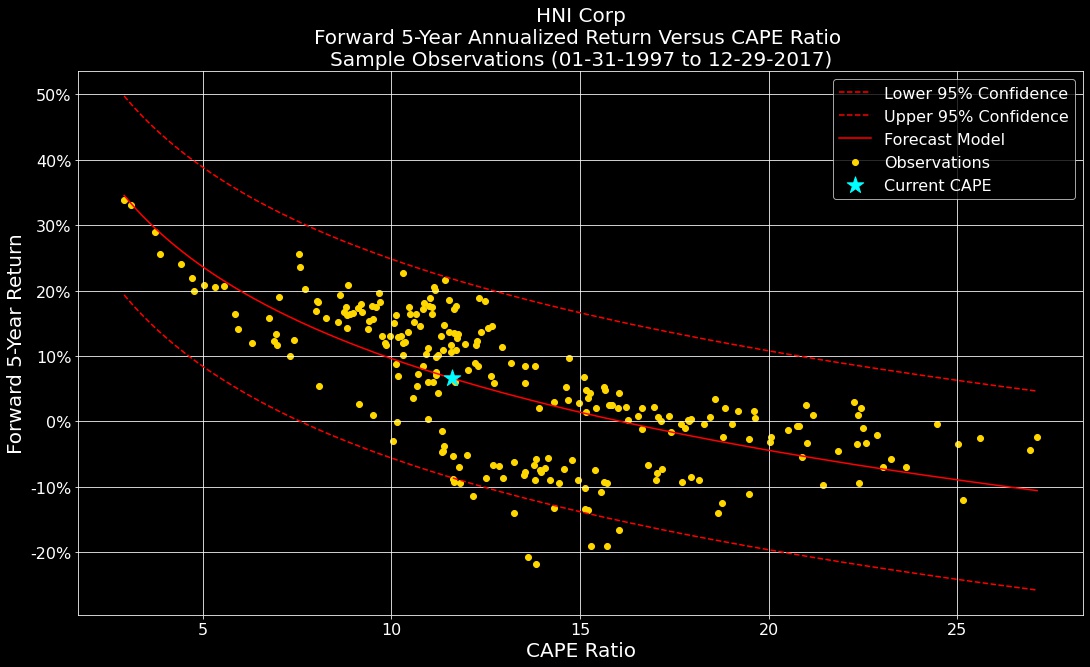 HNI Corp
Forward 5-Year Annualized Return Versus CAPE Ratio
Sample Observations (01-31-1997 to 12-29-2017)
Lower 95% Confidence
Upper 95% Confidence
Forecast Model
Observations
Current CAPE
Forward 5-Year Return
50%
40%
30%
20%
10%
0%
-10%
-20%
5 10 15 20 25
CAPE Ratio